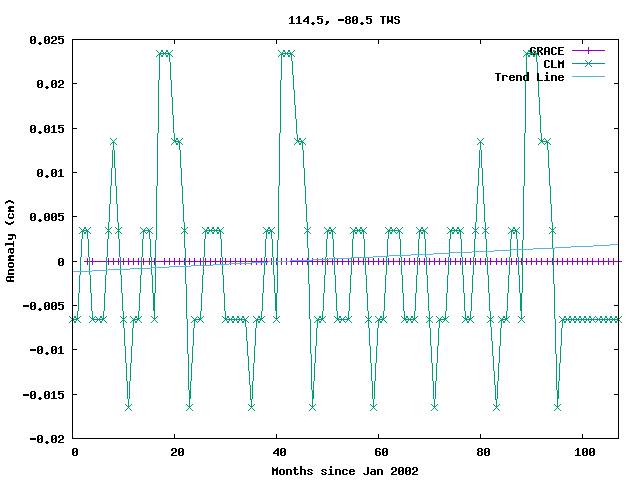 114.5, -80.5 TWS
GRACE
CLM
Trend Line
0.025
0.02
0.015
0.01
0.005
0
-0.005
-0.01
-0.015
-0.02
Anomaly (cm)
0 20 40 60 80 100
Months since Jan 2002